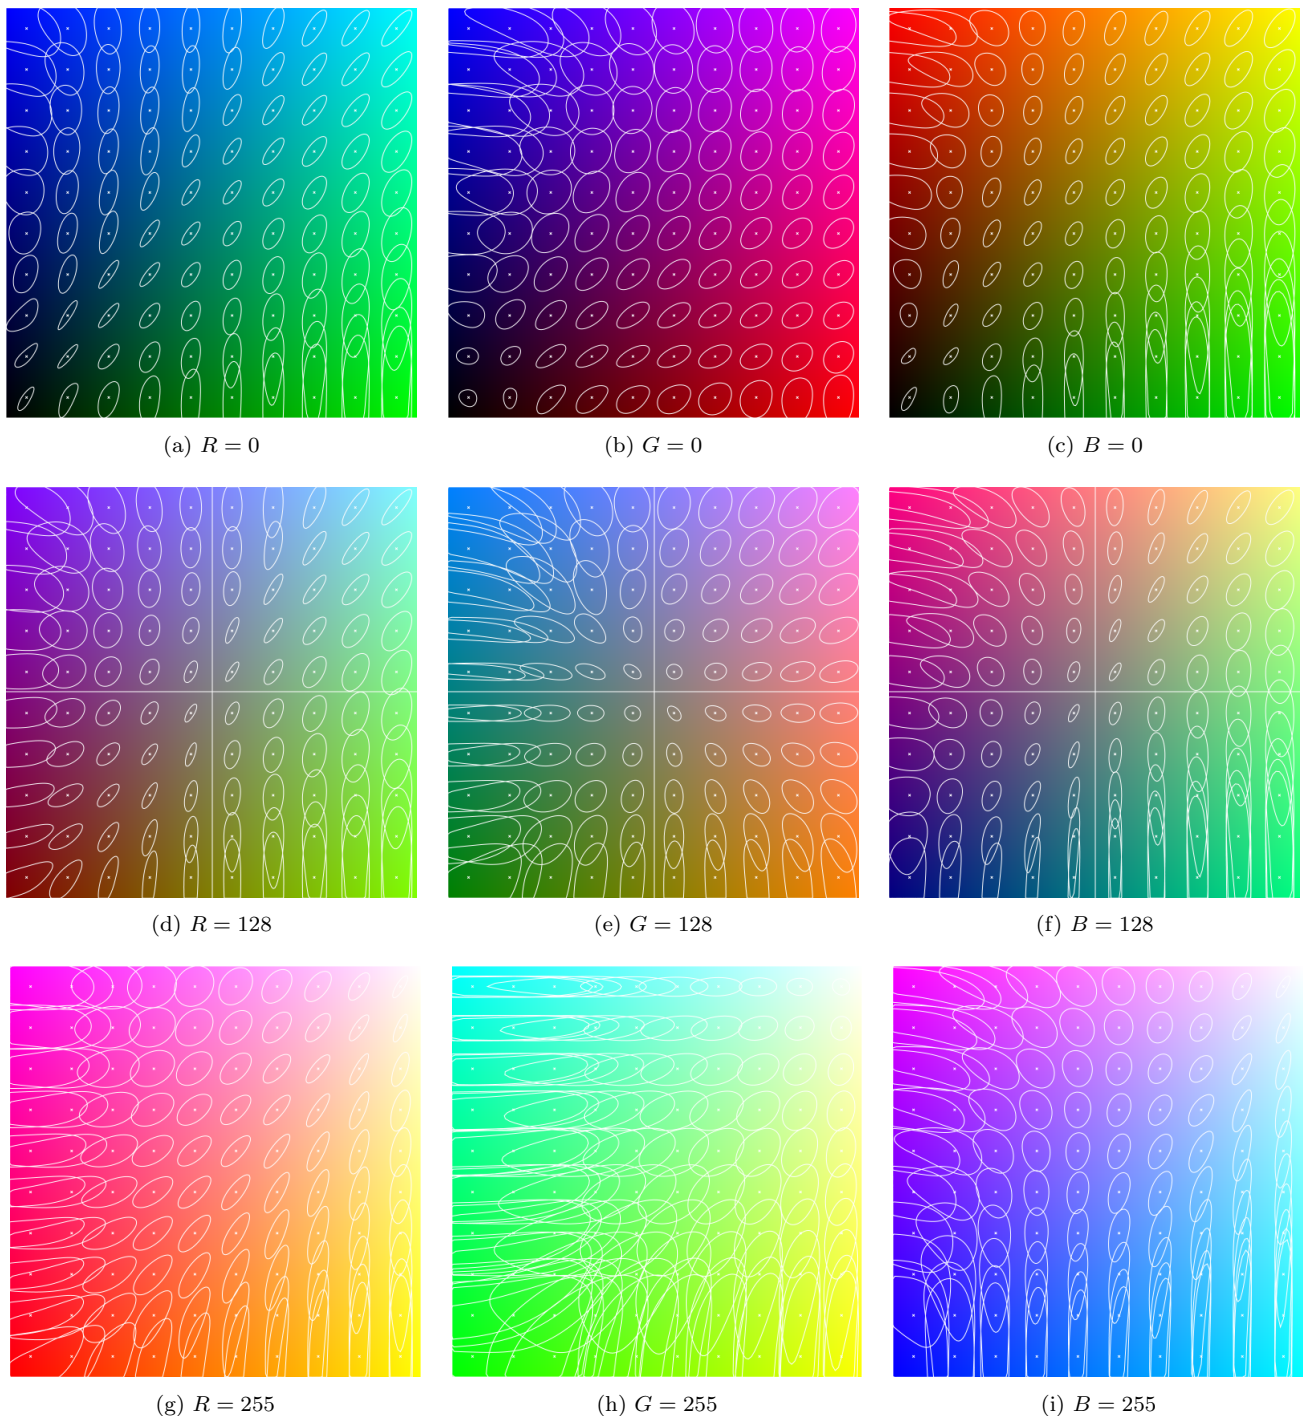 (a) R = 0
(b) G = 0
(c) B = 0
(d) R = 128
(e) G = 128
(f) B = 128
(g) R = 255
(h) G = 255
(i) B = 255